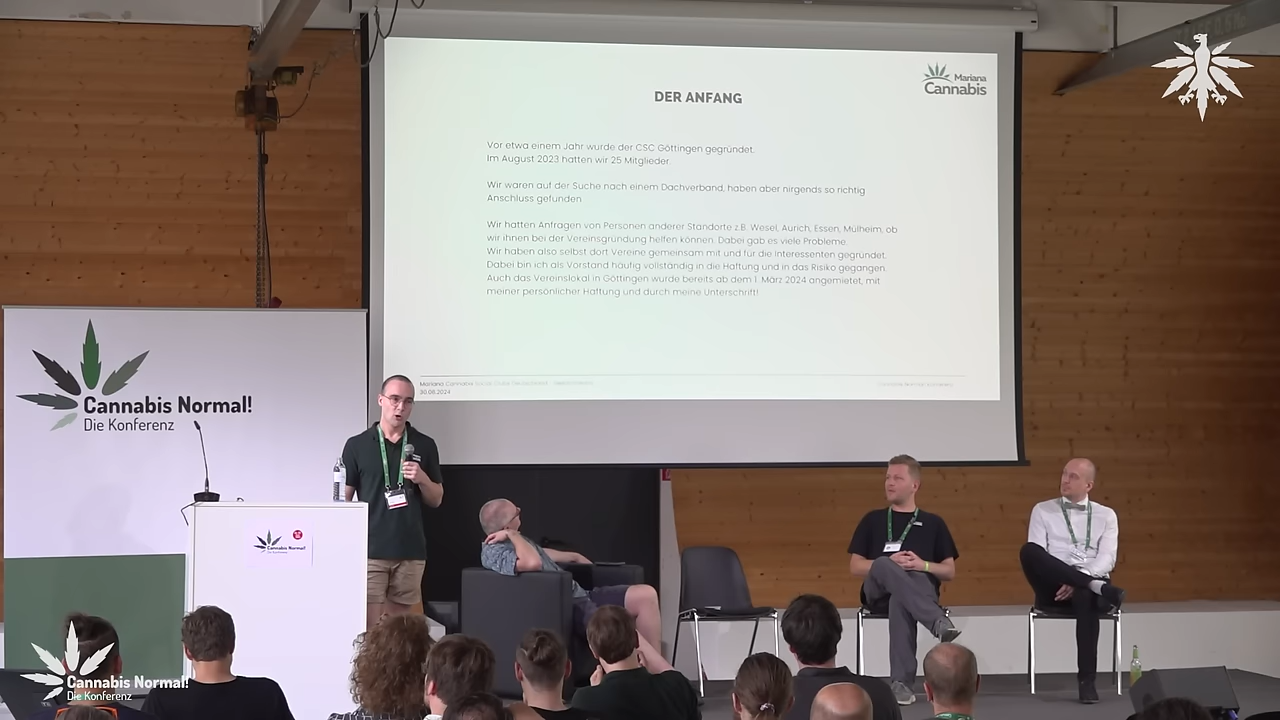 Mariana
Cannabis
DER ANFANG
Vor etwa einem Jahr wurde der CSC Göttingen gegründet.
Im August 2023 hatten wir 25 Mitglieder.
Wir waren auf der Suche nach einem Dachverband, haben aber nirgends so richtig
Anschluss gefunden.
Wir hatten Anfragen von Personen anderer Standorte z.B. Wesel, Aurich, Essen, Mülheim, ob
wir ihnen bei der Vereinsgründung helfen können. Dabei gab es viele Probleme.
Wir haben also selbst dort Vereine gemeinsam mit und für die Interessenten gegründet.
Dabei bin ich als Vorstand häufig vollständig in die Haftung und in das Risiko gegangen.
Auch das Vereinslokal in Göttingen wurde bereits ab dem 1. März 2024 angemietet, mit
meiner persönlicher Haftung und durch meine Unterschrift!
Mariana Cannabis
30.08.2024
Cannabis Normal!
Die Konferenz
Cannabis Normal!
Cannabis Normal!
Die Konferenz